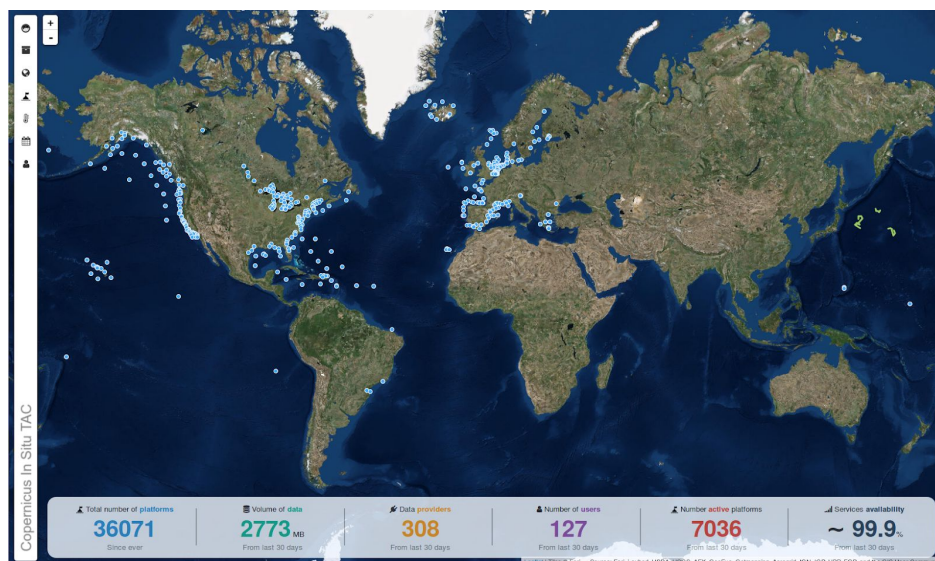 +
-
Copernicus In Situ TAC
Total number of platforms
36071
Since ever
Volume of data
2773 MB
From last 30 days
Data providers
308
From last 30 days
Number of users
127
From last 30 days
Number active platforms
7036
From last 30 days
Services availability
~ 99.9%
From last 30 days